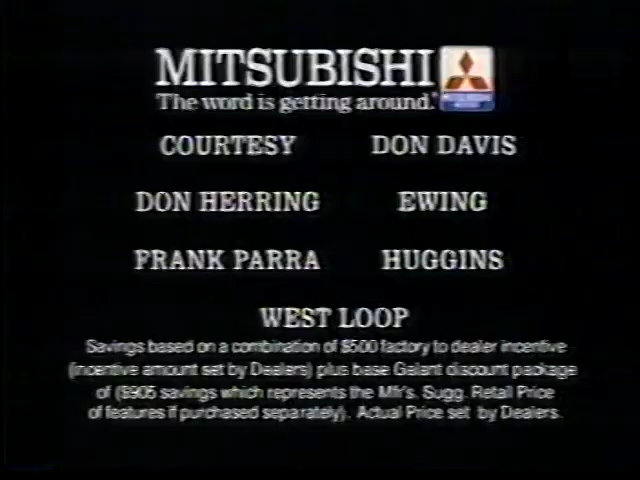 MITSUBISHI
The word is getting around.®
COURTESY DON DAVIS
DON HERRING EWING
FRANK PARRA HUGGINS
WEST LOOP
Savings based on a combination of $500 factory to dealer incentive
(incentive amount set by Dealers) plus base Galant discount package
of ($905 savings which represents the Mfr's. Sugg. Retail Price
of features if purchased separately). Actual Price set by Dealers.